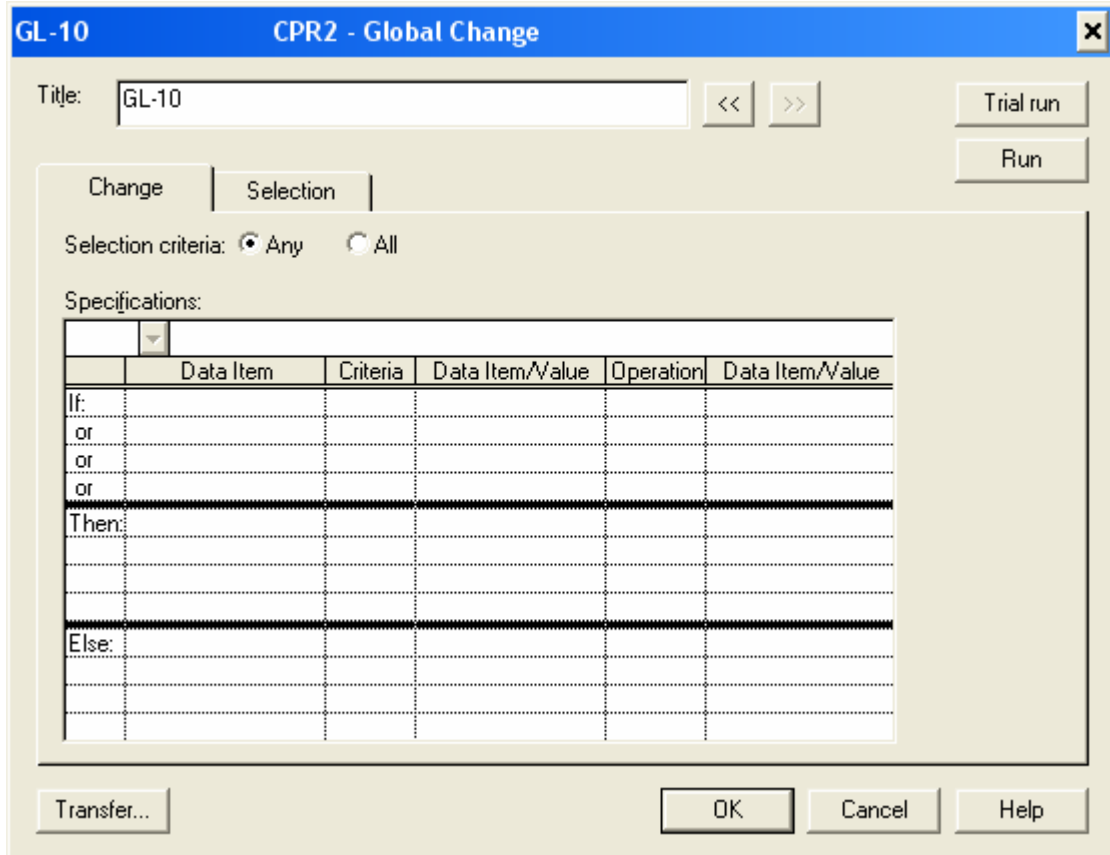 GL-10 CPR2 - Global Change
Title: GL-10 << >> Trial run
Run
Change Selection
Selection criteria: Any All
Specifications:
Data Item Criteria Data Item/Value Operation Data Item/Value
If:
or
or
or
Then:
Else:
Transfer... OK Cancel Help